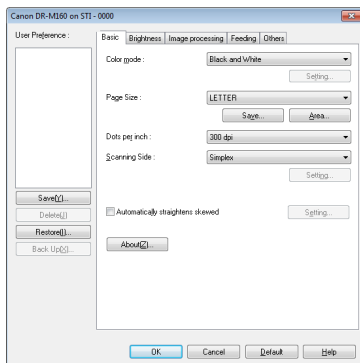 Canon DR-M160 on STI - 0000
User Preference :
Save(Y)...
Delete(J)
Restore(I)...
Back Up(X)...
Basic Brightness Image processing Feeding Others
Color mode : Black and White
Setting...
Page Size : LETTER
Save... Area...
Dots per inch : 300 dpi
Scanning Side : Simplex
Setting...
Automatically straightens skewed Setting...
About(Z)...
OK Cancel Default Help